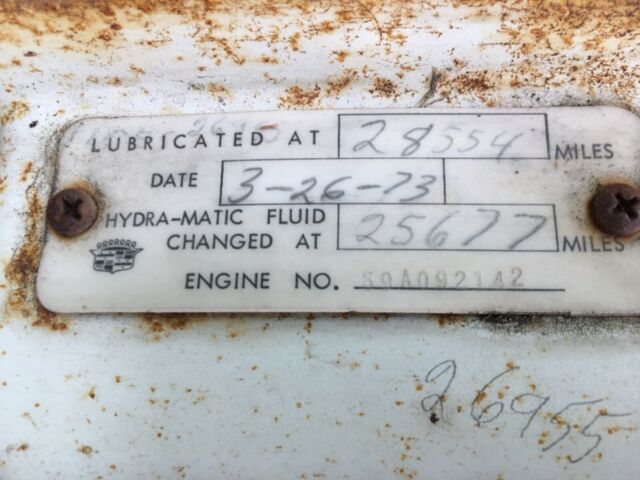 LUBRICATED AT 28554 MILES
DATE 3-26-73
HYDRA-MATIC FLUID
CHANGED AT 25677 MILES
ENGINE NO. 59A092142
26955